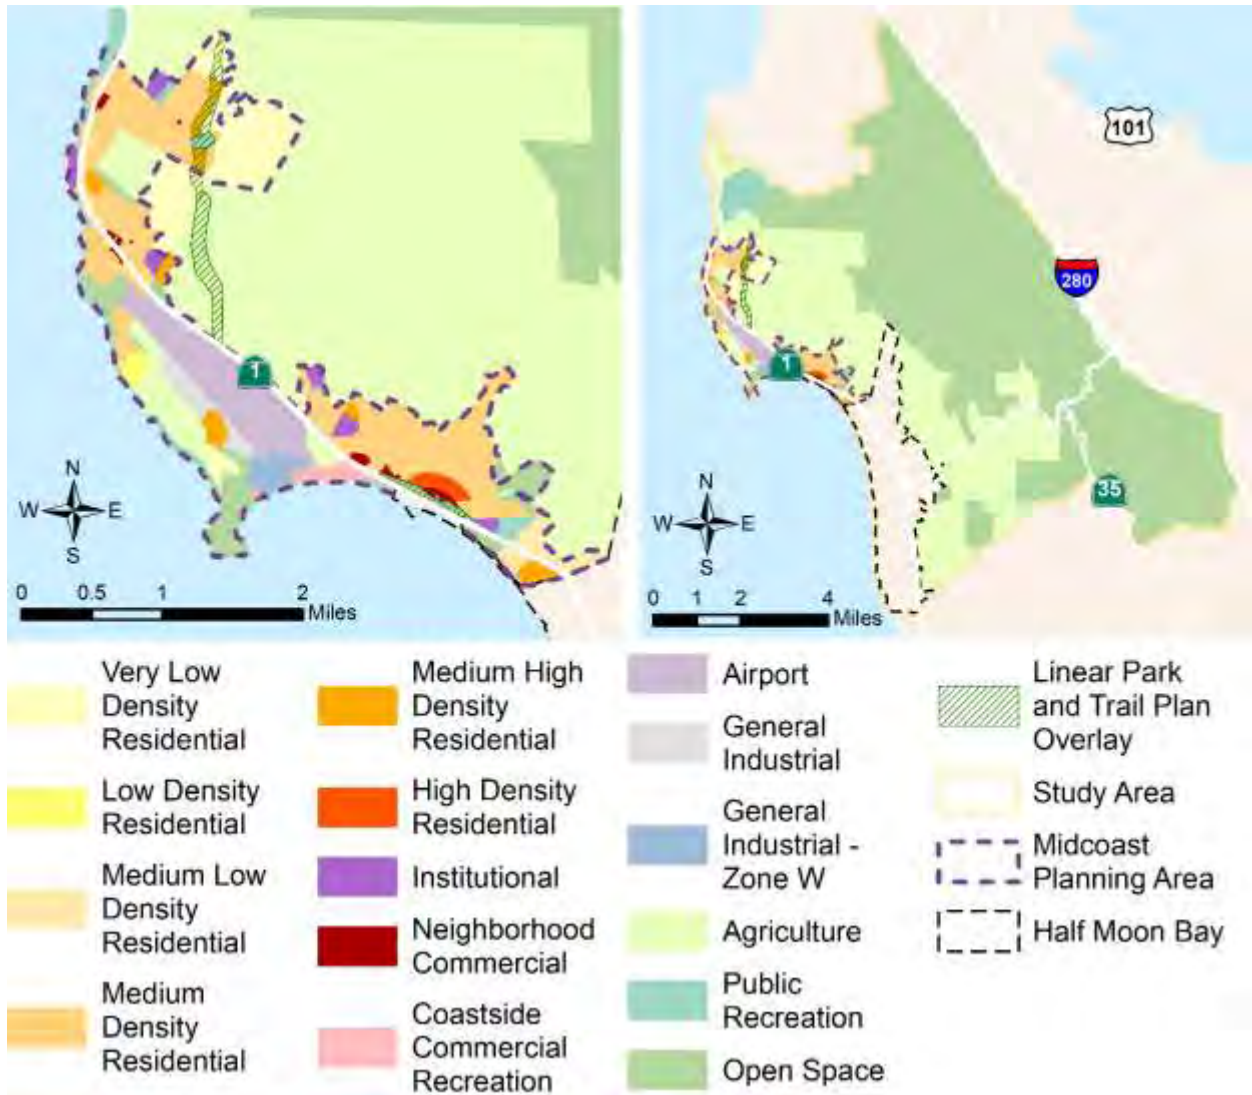 101
280
1
1
35
N
W E
S
0 0.5 1 2
Miles
N
W E
S
0 1 2 4
Miles
Very Low
Density
Residential
Low Density
Residential
Medium Low
Density
Residential
Medium
Density
Residential
Medium High
Density
Residential
High Density
Residential
Institutional
Neighborhood
Commercial
Coastside
Commercial
Recreation
Airport
General
Industrial
General
Industrial -
Zone W
Agriculture
Public
Recreation
Open Space
Linear Park
and Trail Plan
Overlay
Study Area
Midcoast
Planning Area
Half Moon Bay